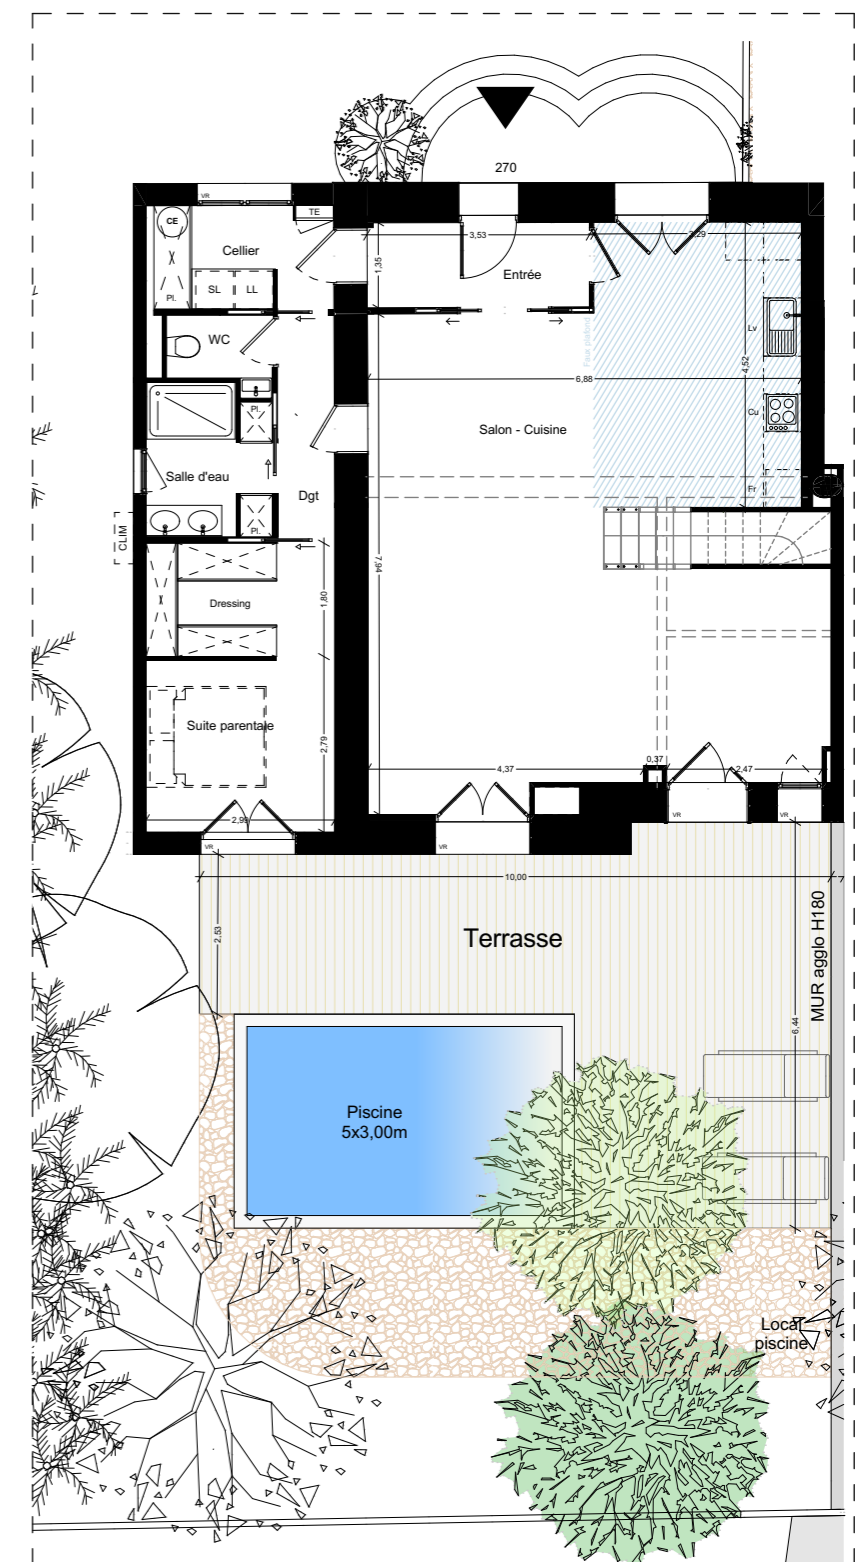 270
VR
TE
CE
Cellier
3,53
3,29
1,35
Entrée
Pl.
SL
LL
WC
Faux plafond
Lv
4,52
6,88
Pl.
Cu
Salon - Cuisine
Salle d'eau
Dgt
Fr
Pl.
CLIM
7,94
Dressing
1,80
Suite parentale
2,79
4,37
0,37
2,47
2,99
VR
VR
VR
VR
10,00
2,53
Terrasse
MUR agglo H180
6,44
Piscine
5x3,00m
Local
piscine